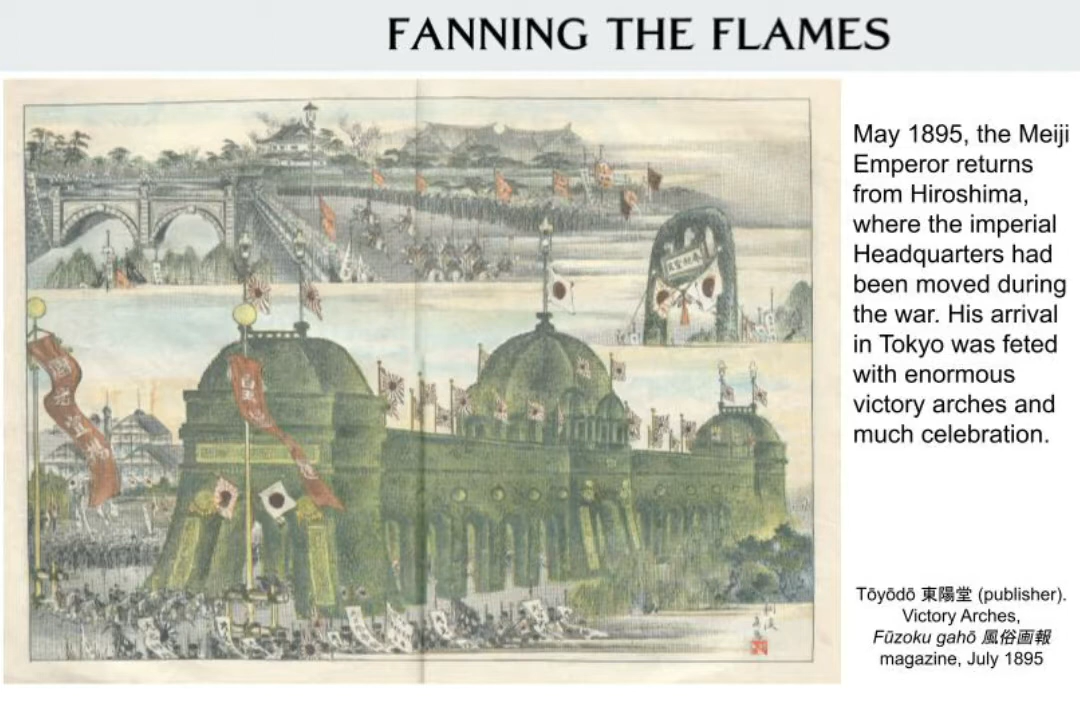 FANNING THE FLAMES
May 1895, the Meiji
Emperor returns
from Hiroshima,
where the imperial
Headquarters had
been moved during
the war. His arrival
in Tokyo was feted
with enormous
victory arches and
much celebration.
Tōyōdō 東陽堂 (publisher).
Victory Arches,
Fūzoku gahō 風俗画報
magazine, July 1895